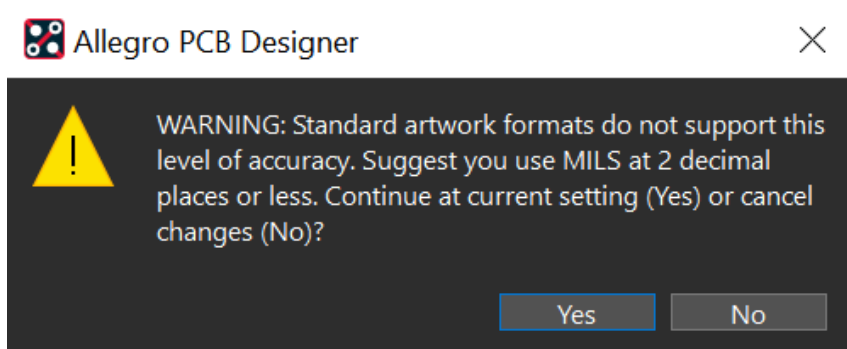 Allegro PCB Designer
WARNING: Standard artwork formats do not support this
level of accuracy. Suggest you use MILS at 2 decimal
places or less. Continue at current setting (Yes) or cancel
changes (No)?
Yes No